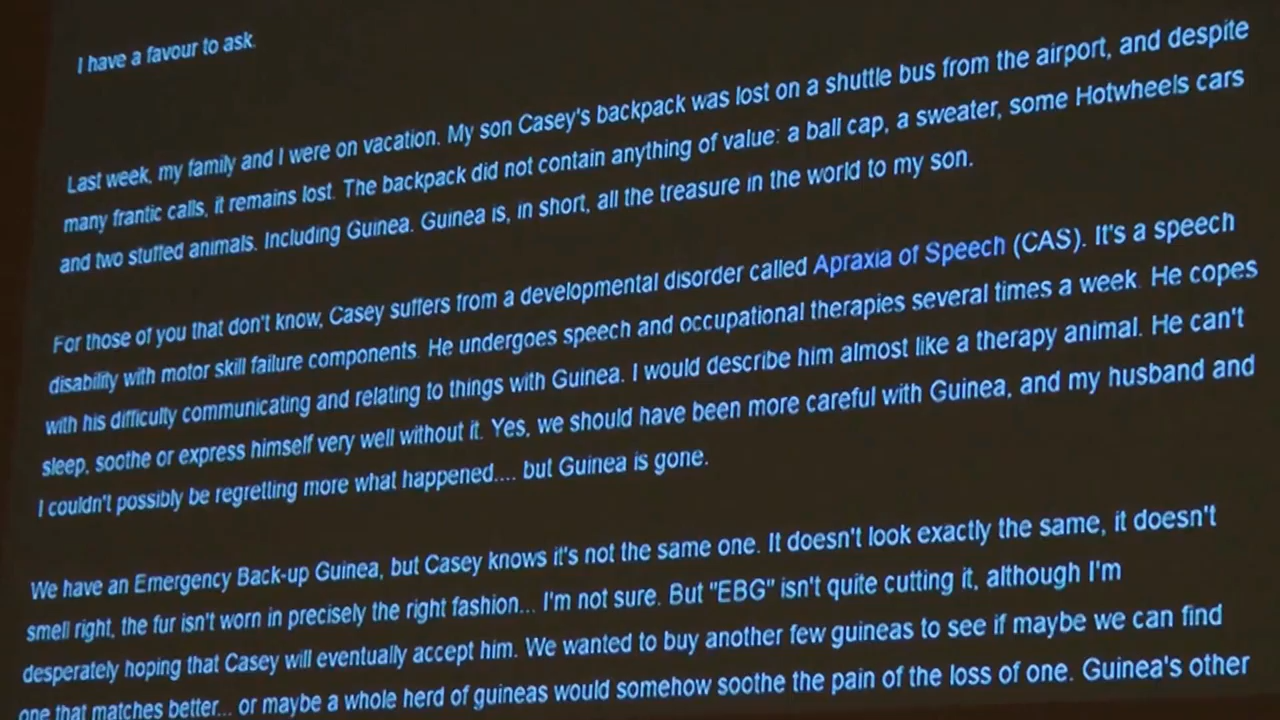 I have a favour to ask.
Last week, my family and I were on vacation. My son Casey's backpack was lost on a shuttle bus from the airport, and despite
many frantic calls, it remains lost. The backpack did not contain anything of value: a ball cap, a sweater, some Hotwheels cars
and two stuffed animals. Including Guinea. Guinea is, in short, all the treasure in the world to my son.
For those of you that don't know, Casey suffers from a developmental disorder called Apraxia of Speech (CAS). It's a speech
disability with motor skill failure components. He undergoes speech and occupational therapies several times a week. He copes
with his difficulty communicating and relating to things with Guinea. I would describe him almost like a therapy animal. He can't
sleep, soothe or express himself very well without it. Yes, we should have been more careful with Guinea, and my husband and
I couldn't possibly be regretting more what happened.... but Guinea is gone.
We have an Emergency Back-up Guinea, but Casey knows it's not the same one. It doesn't look exactly the same, it doesn't
smell right, the fur isn't worn in precisely the right fashion... I'm not sure. But "EBG" isn't quite cutting it, although I'm
desperately hoping that Casey will eventually accept him. We wanted to buy another few guineas to see if maybe we can find
one that matches better... or maybe a whole herd of guineas would somehow soothe the pain of the loss of one. Guinea's other